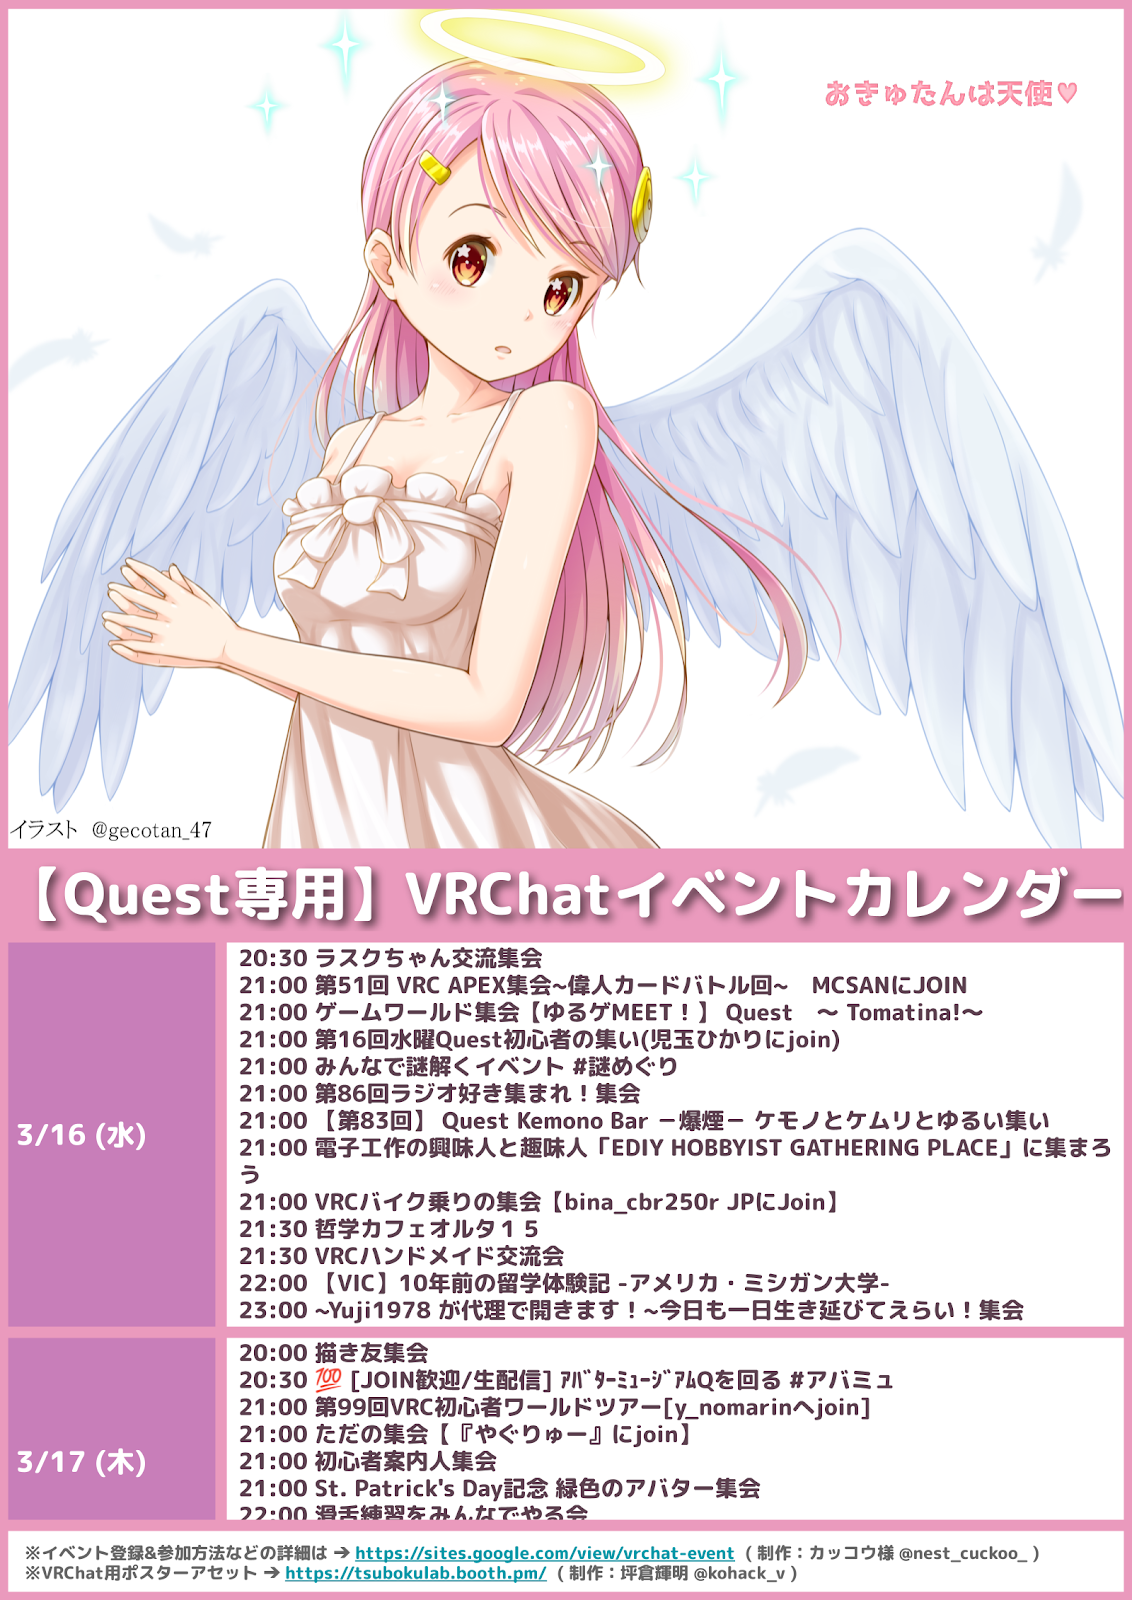 おきゅたんは天使♥
イラスト @gecotan_47
【Quest専用】VRChatイベントカレンダー
3/16 (水)
20:30 ラスクちゃん交流集会
21:00 第51回 VRC APEX集会~偉人カードバトル回~　MCSANにJOIN
21:00 ゲームワールド集会【ゆるゲMEET！】 Quest　～ Tomatina!～
21:00 第16回水曜Quest初心者の集い(児玉ひかりにjoin)
21:00 みんなで謎解くイベント #謎めぐり
21:00 第86回ラジオ好き集まれ！集会
21:00 【第83回】 Quest Kemono Bar －爆煙－ ケモノとケムリとゆるい集い
21:00 電子工作の興味人と趣味人「EDIY HOBBYIST GATHERING PLACE」に集まろ
う
21:00 VRCバイク乗りの集会【bina_cbr250r JPにJoin】
21:30 哲学カフェオルタ１５
21:30 VRCハンドメイド交流会
22:00 【VIC】10年前の留学体験記 -アメリカ・ミシガン大学-
23:00 ~Yuji1978 が代理で開きます！~今日も一日生き延びてえらい！集会
3/17 (木)
20:00 描き友集会
20:30 💯 [JOIN歓迎/生配信] ｱﾊﾞﾀｰﾐｭｰｼﾞｱﾑQを回る #アバミュ
21:00 第99回VRC初心者ワールドツアー[y_nomarinへjoin]
21:00 ただの集会【『やぐりゅー』にjoin】
21:00 初心者案内人集会
21:00 St. Patrick's Day記念 緑色のアバター集会
22:00 滑舌練習をみんなでやる会
※イベント登録&参加方法などの詳細は → https://sites.google.com/view/vrchat-event （ 制作：カッコウ様 @nest_cuckoo_ ）
※VRChat用ポスターアセット → https://tsubokulab.booth.pm/ （ 制作：坪倉輝明 @kohack_v ）